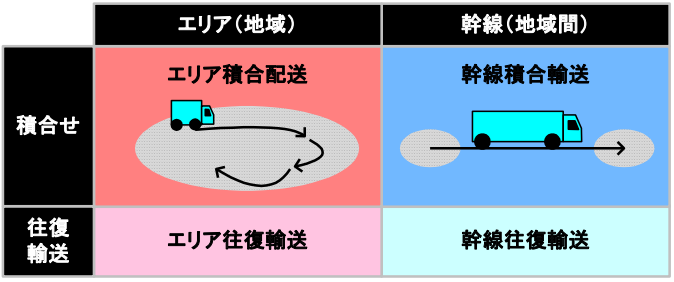 エリア（地域）
幹線（地域間）
積合せ
エリア積合配送
幹線積合輸送
往復
輸送
エリア往復輸送
幹線往復輸送